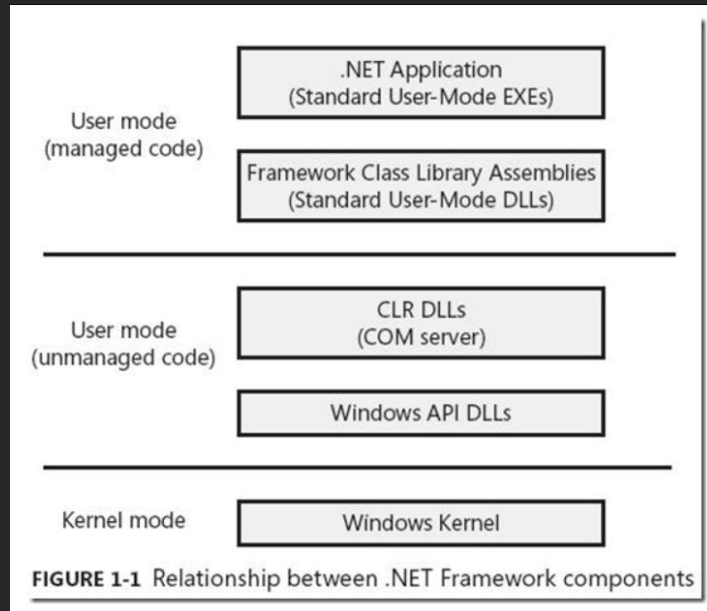 .NET Application
(Standard User-Mode EXEs)
User mode
(managed code)
Framework Class Library Assemblies
(Standard User-Mode DLLs)
CLR DLLs
(COM server)
User mode
(unmanaged code)
Windows API DLLs
Kernel mode
Windows Kernel
FIGURE 1-1 Relationship between .NET Framework components